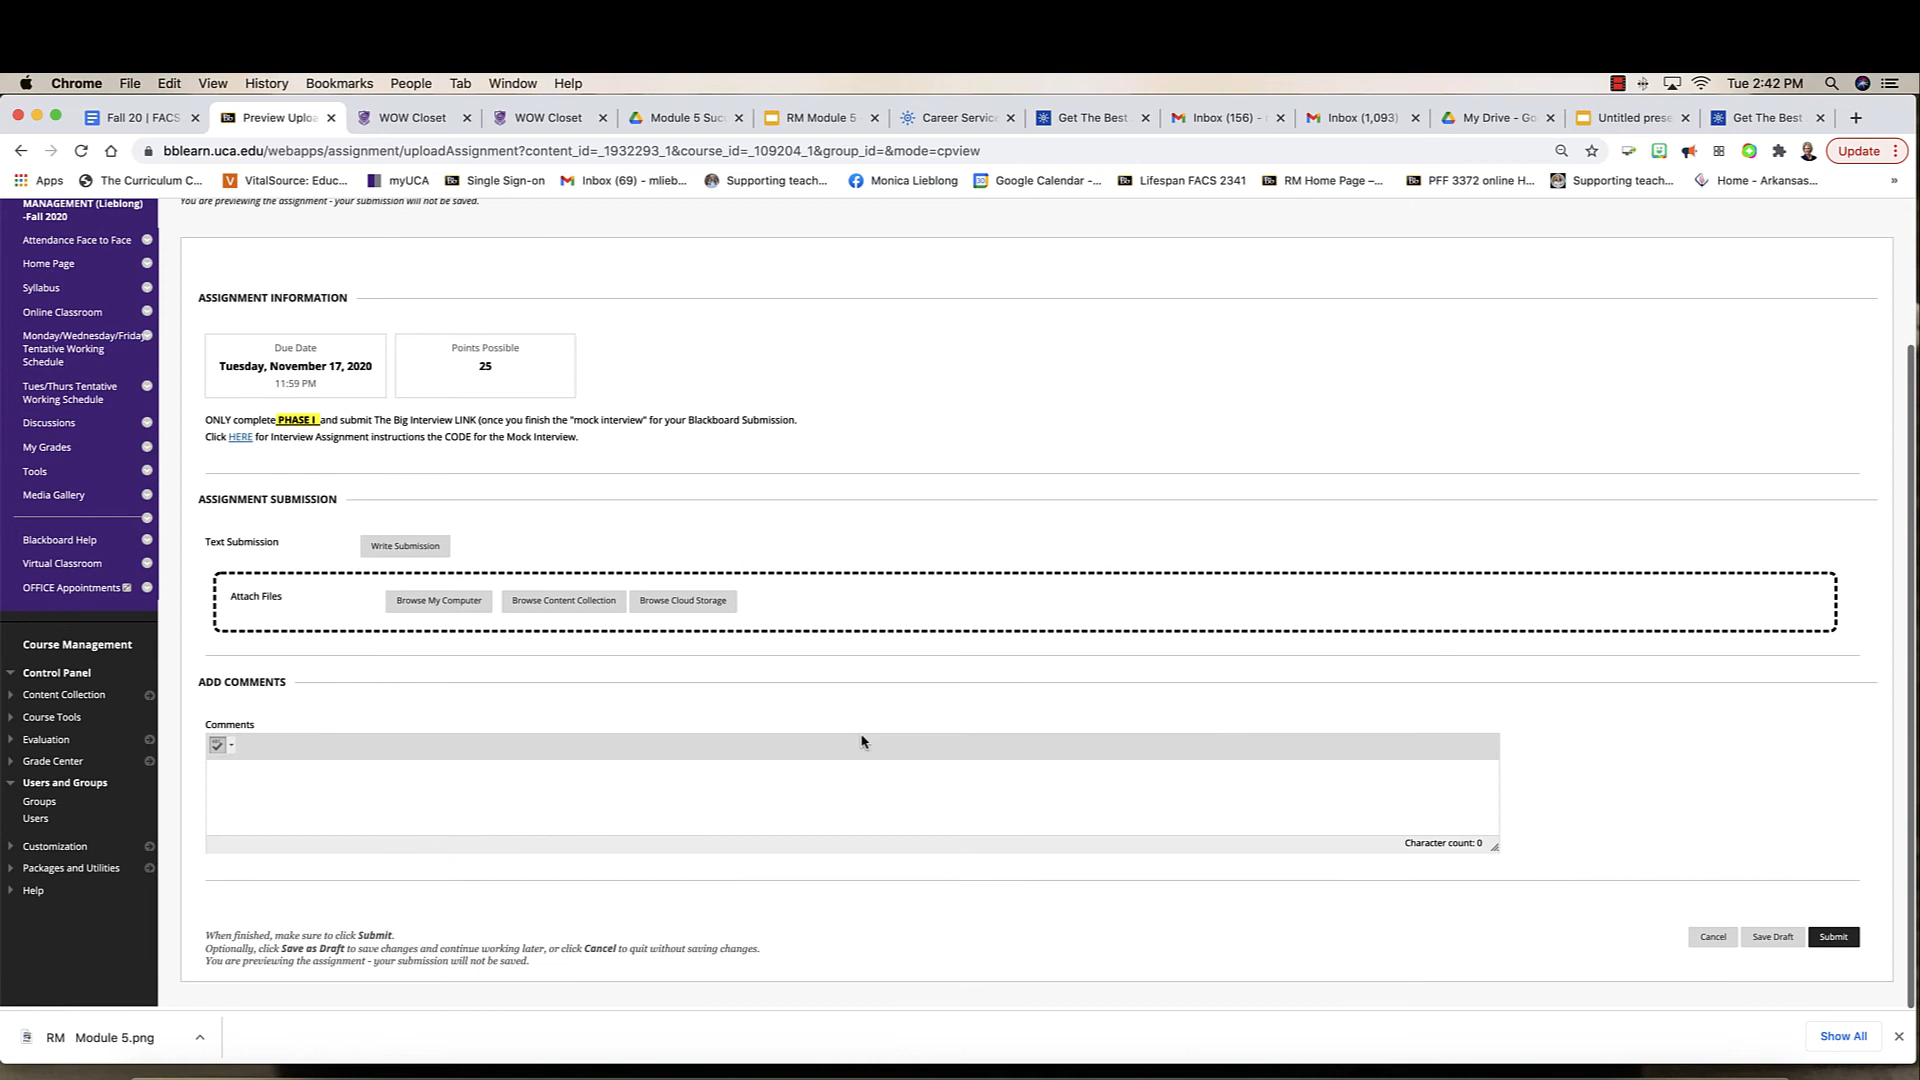 Chrome File Edit View History Bookmarks People Tab Window Help Tue 2:42 PM
Fall 20 | FACS Preview Uploa WOW Closet WOW Closet Module 5 Suc RM Module 5 Career Servic Get The Best Inbox (156) - Inbox (1,093) My Drive - Go Untitled prese Get The Best
bblearn.uca.edu/webapps/assignment/uploadAssignment?content_id=_1932293_1&course_id=_109204_1&group_id=&mode=cpview Update
Apps The Curriculum C... VitalSource: Educ... myUCA Single Sign-on Inbox (69) - mlieb... Supporting teach... Monica Lieblong Google Calendar -... Lifespan FACS 2341 RM Home Page –... PFF 3372 online H... Supporting teach... Home - Arkansas... »
MANAGEMENT (Lieblong)
-Fall 2020
Attendance Face to Face
Home Page
Syllabus
Online Classroom
Monday/Wednesday/Friday
Tentative Working
Schedule
Tues/Thurs Tentative
Working Schedule
Discussions
My Grades
Tools
Media Gallery
Blackboard Help
Virtual Classroom
OFFICE Appointments
Course Management
Control Panel
Content Collection
Course Tools
Evaluation
Grade Center
Users and Groups
Groups
Users
Customization
Packages and Utilities
Help
You are previewing the assignment - your submission will not be saved.
ASSIGNMENT INFORMATION
Due Date
Tuesday, November 17, 2020
11:59 PM
Points Possible
25
ONLY complete PHASE I and submit The Big Interview LINK (once you finish the "mock interview" for your Blackboard Submission.
Click HERE for Interview Assignment instructions the CODE for the Mock Interview.
ASSIGNMENT SUBMISSION
Text Submission Write Submission
Attach Files Browse My Computer Browse Content Collection Browse Cloud Storage
ADD COMMENTS
Comments
Character count: 0
When finished, make sure to click Submit.
Optionally, click Save as Draft to save changes and continue working later, or click Cancel to quit without saving changes.
You are previewing the assignment - your submission will not be saved.
Cancel Save Draft Submit
RM Module 5.png Show All